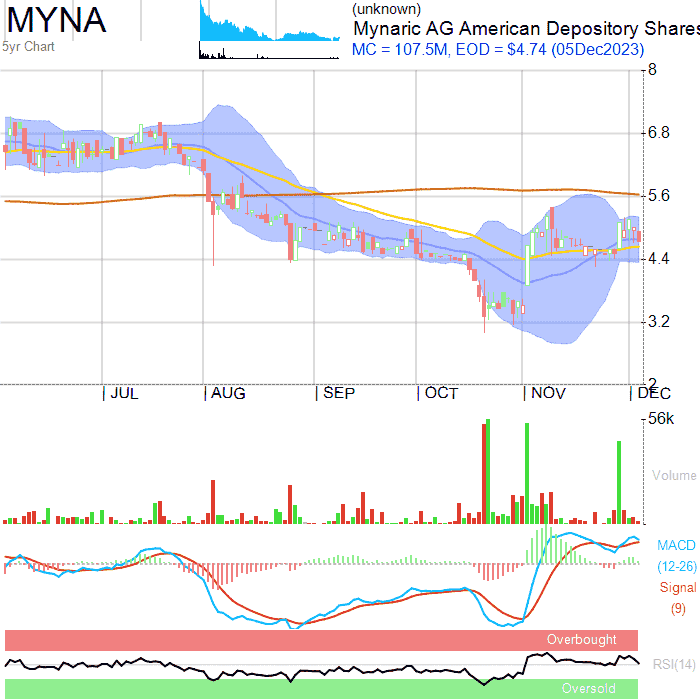 MYNA
5yr Chart
(unknown)
Mynaric AG American Depository Shares
MC = 107.5M, EOD = $4.74 (05Dec2023)
8
6.8
5.6
4.4
3.2
2
JUL AUG SEP OCT NOV DEC
56k
Volume
MACD
(12-26)
Signal
(9)
Overbought
RSI(14)
Oversold